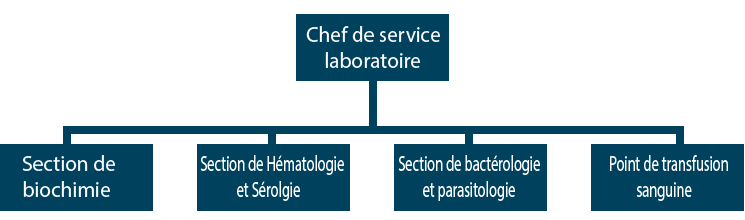 Chef de service
laboratoire
Section de
biochimie
Section de Hématologie
et Sérolgie
Section de bactérologie
et parasitologie
Point de transfusion
sanguine